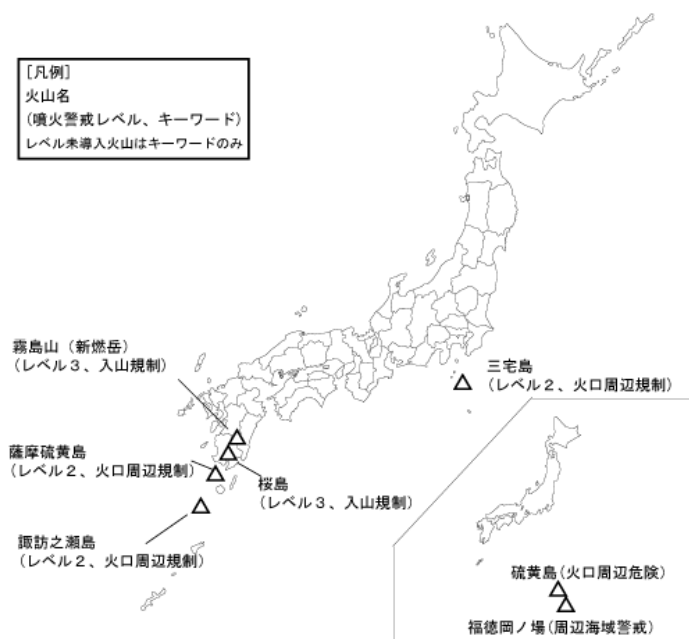 [凡例]
火山名
(噴火警戒レベル、キーワード)
レベル未導入火山はキーワードのみ
霧島山(新燃岳)
(レベル3、入山規制)
三宅島
(レベル2、火口周辺規制)
薩摩硫黄島
(レベル2、火口周辺規制)
桜島
(レベル3、入山規制)
諏訪之瀬島
(レベル2、火口周辺規制)
硫黄島(火口周辺危険)
福徳岡ノ場(周辺海域警戒)